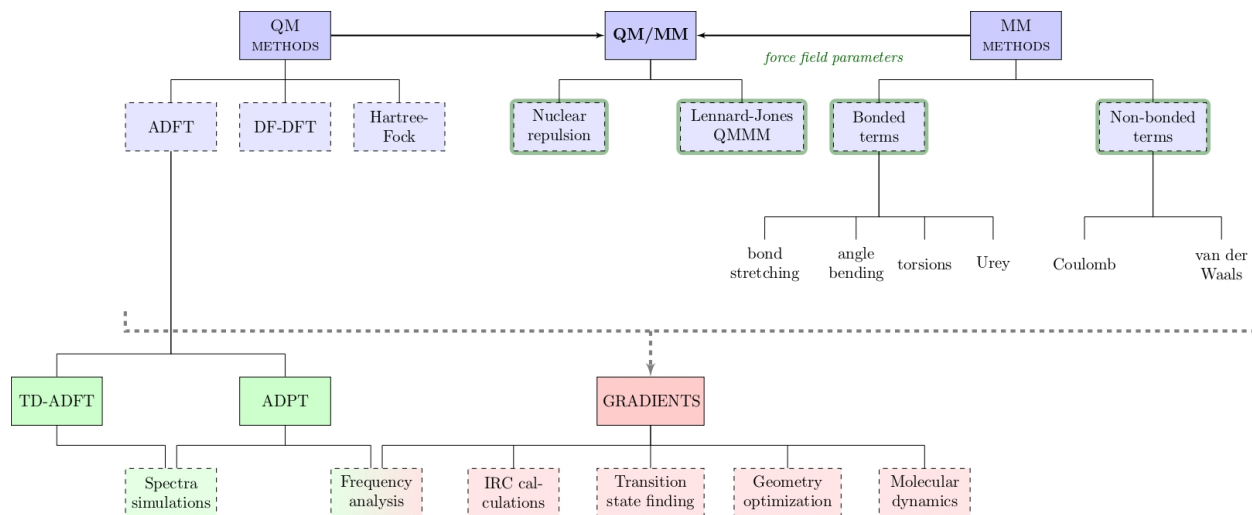 QM
METHODS
QM/MM
MM
METHODS
force field parameters
ADFT
DF-DFT
Hartree-
Fock
Nuclear
repulsion
Lennard-Jones
QMMM
Bonded
terms
Non-bonded
terms
bond
stretching
angle
bending
torsions
Urey
Coulomb
van der
Waals
TD-ADFT
ADPT
GRADIENTS
Spectra
simulations
Frequency
analysis
IRC cal-
culations
Transition
state finding
Geometry
optimization
Molecular
dynamics